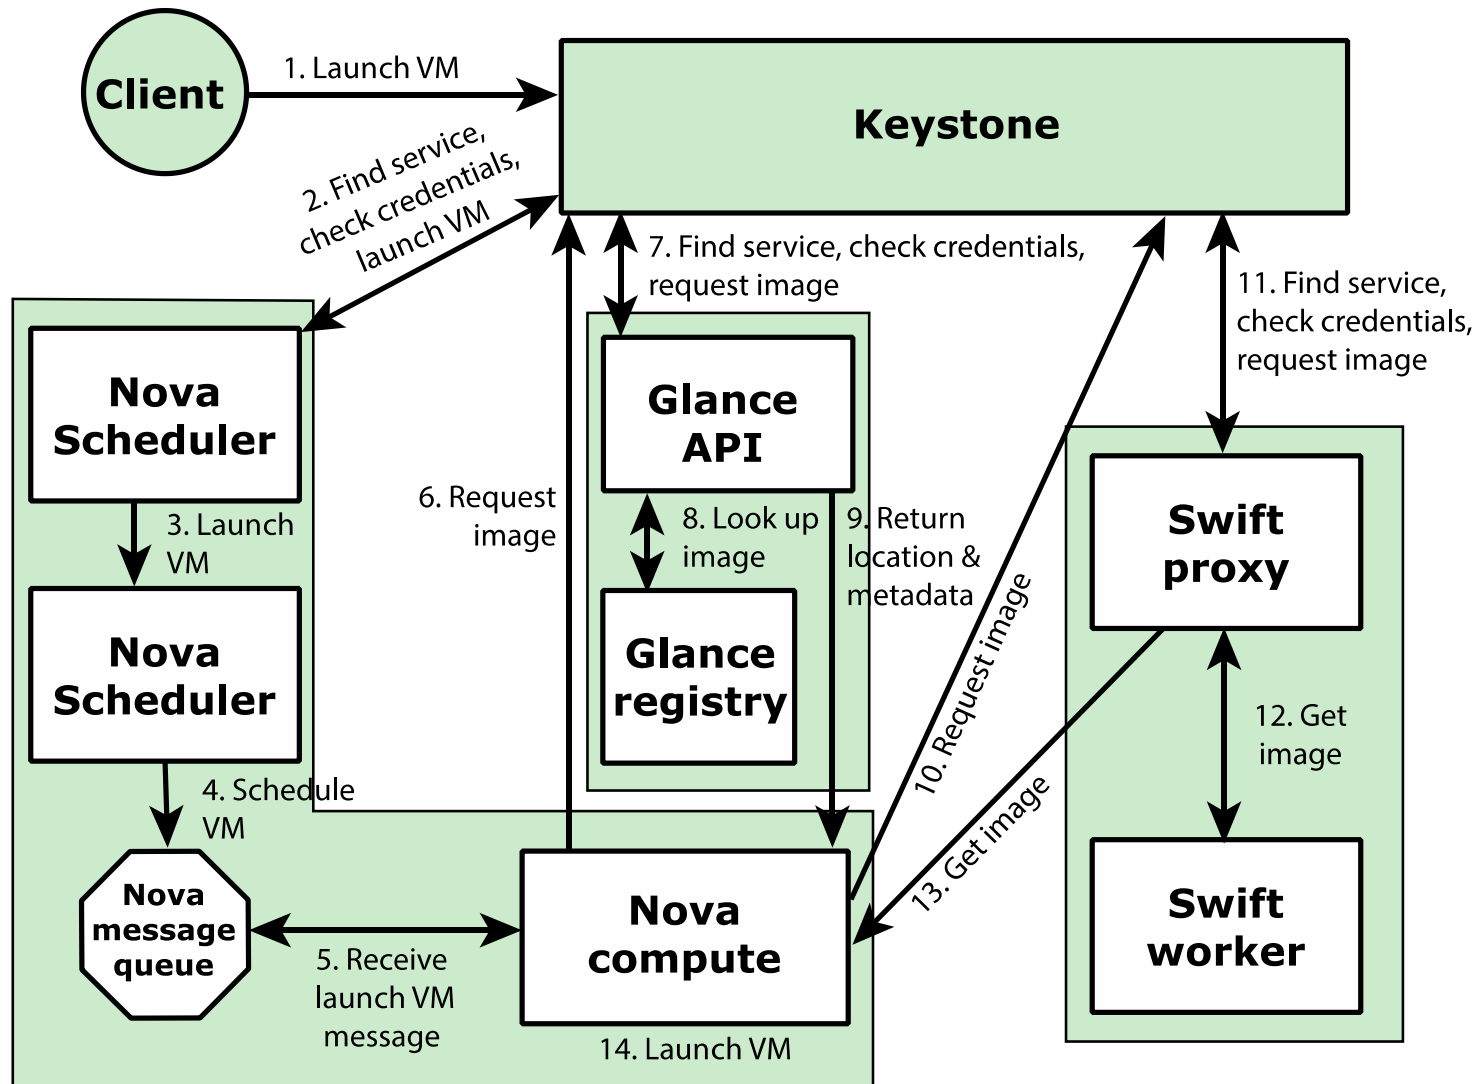 Client
1. Launch VM
Keystone
2. Find service,
check credentials,
launch VM
7. Find service, check credentials,
request image
11. Find service,
check credentials,
request image
Nova
Scheduler
Glance
API
6. Request
image
3. Launch
VM
8. Look up
image
9. Return
location &
metadata
Swift
proxy
Nova
Scheduler
Glance
registry
10. Request image
12. Get
image
4. Schedule
VM
13. Get image
Nova
message
queue
5. Receive
launch VM
message
Nova
compute
14. Launch VM
Swift
worker